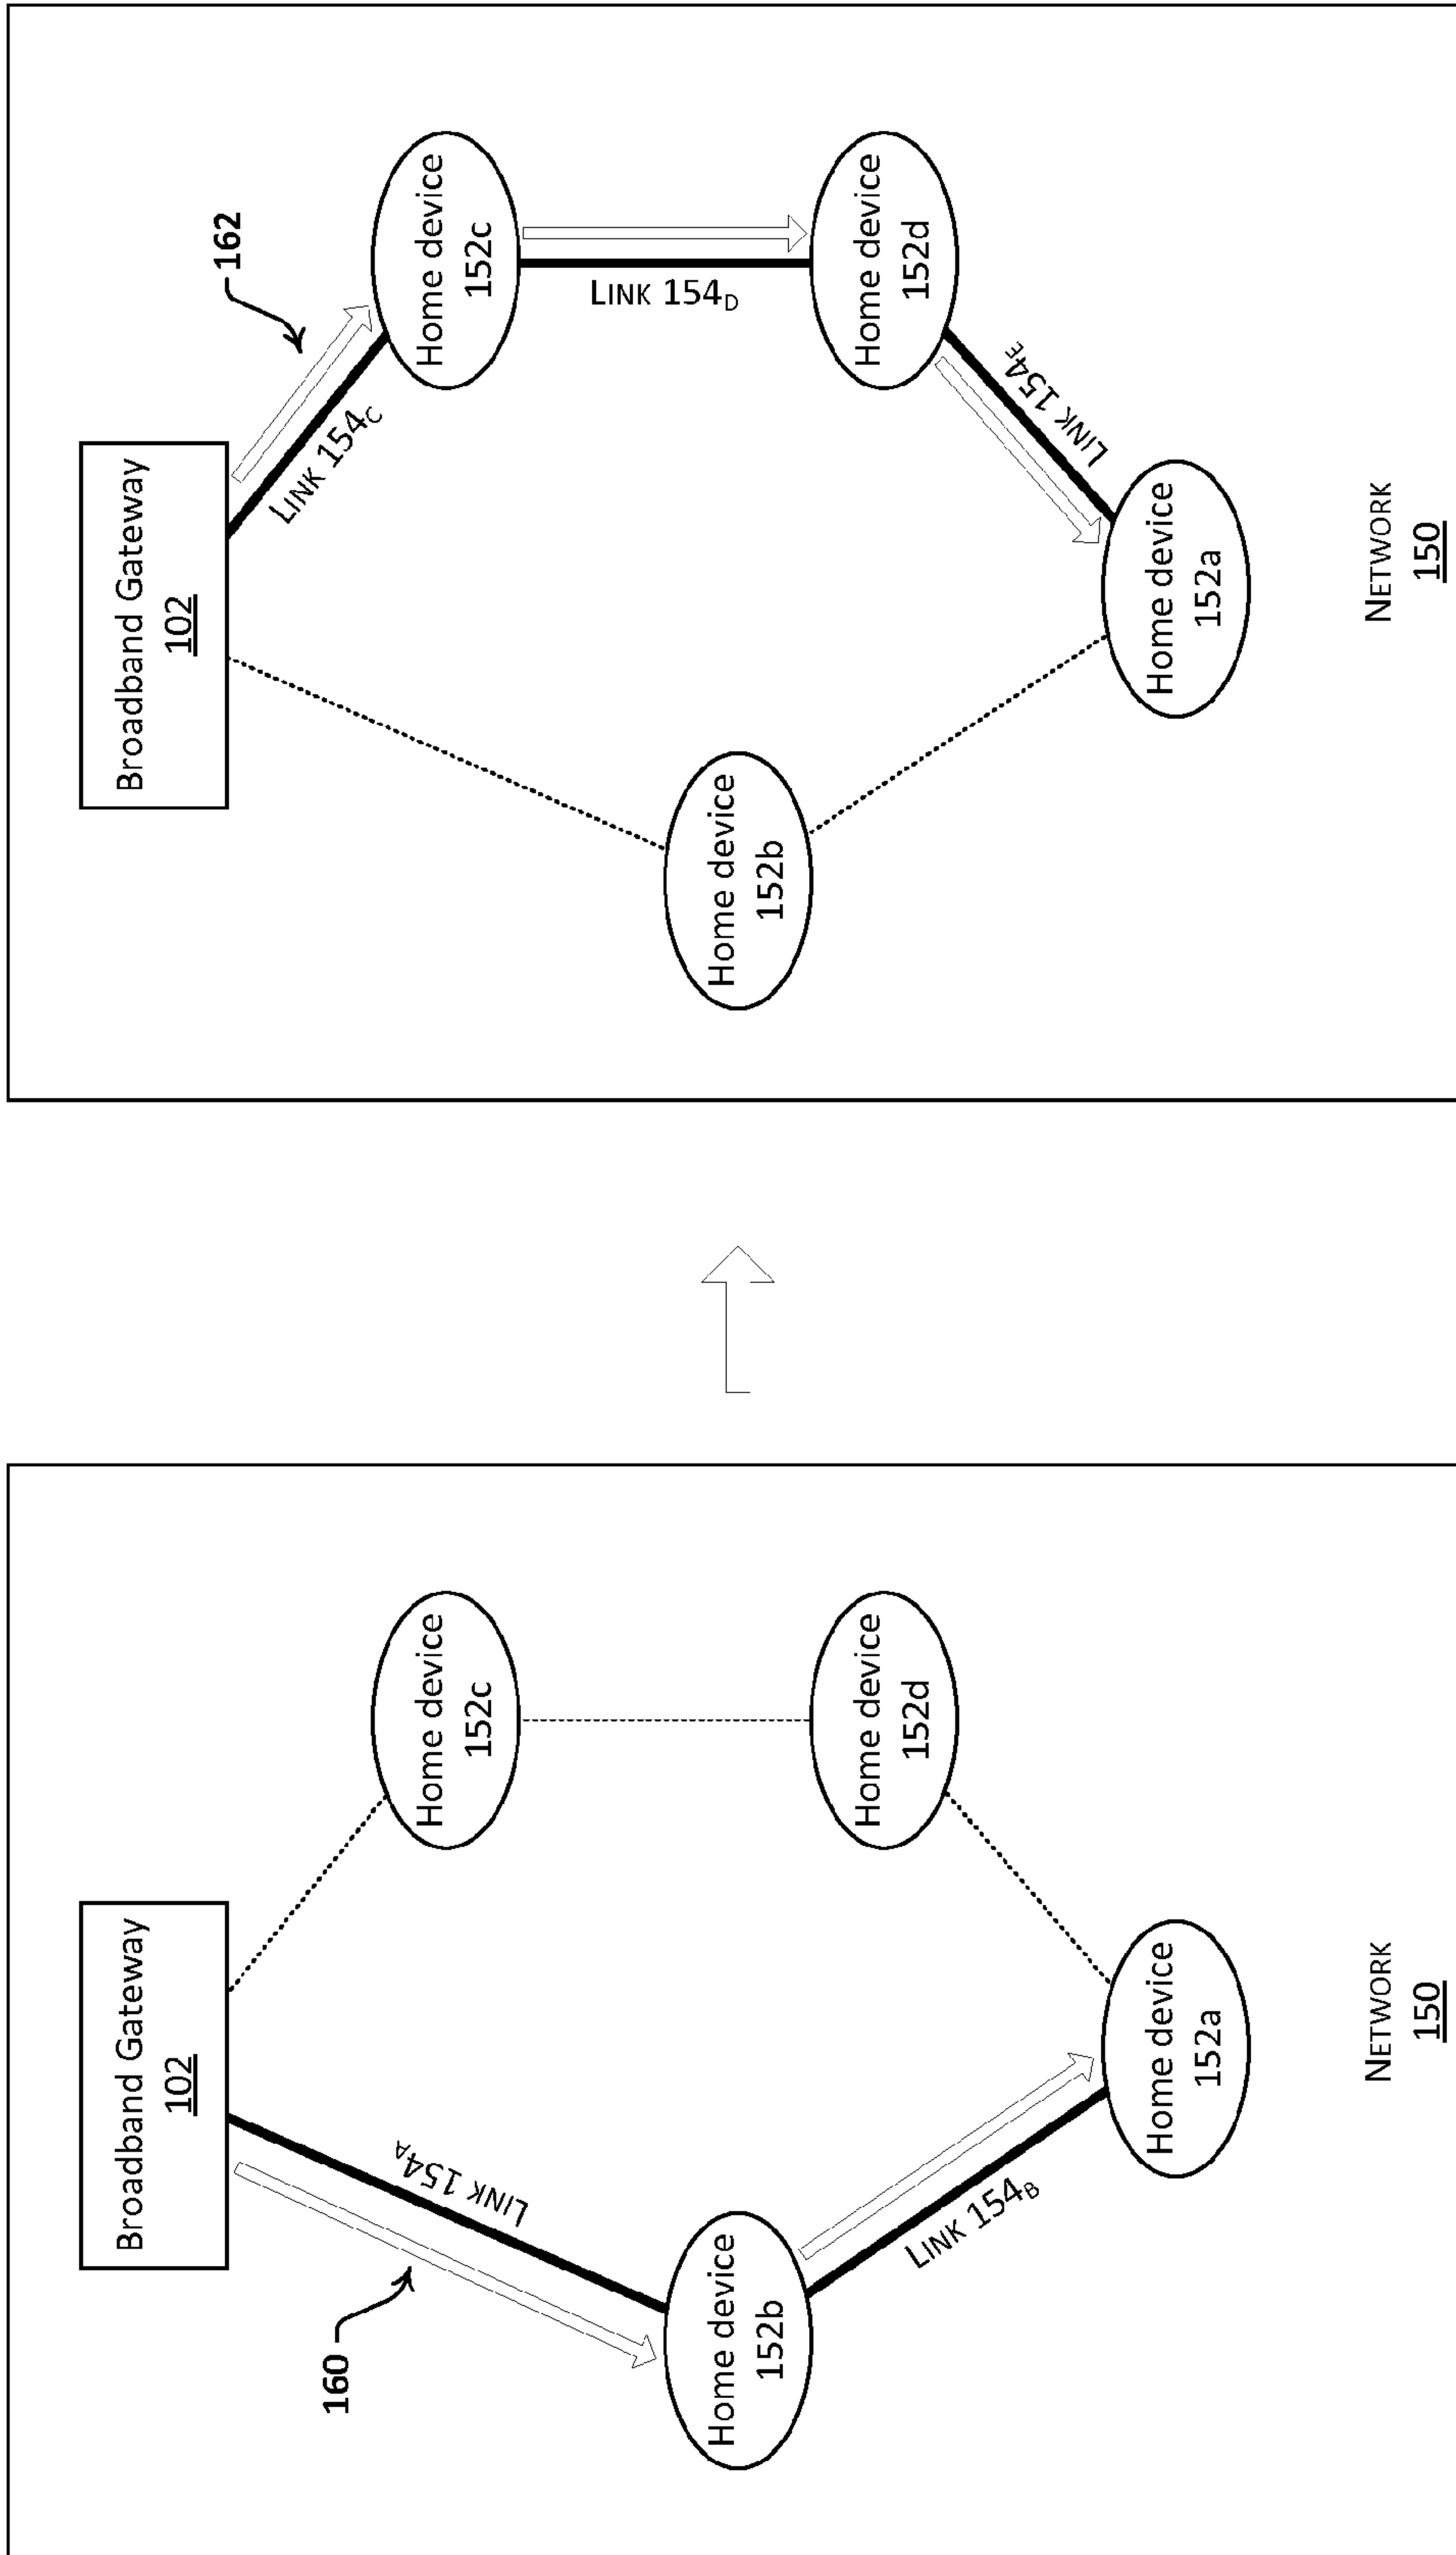 Broadband Gateway
102
LINK 154A
160
Home device
152b
Home device
152c
Home device
152d
LINK 154B
Home device
152a
NETWORK
150
Broadband Gateway
102
162
LINK 154C
Home device
152c
LINK 154D
Home device
152b
Home device
152d
LINK 154E
Home device
152a
NETWORK
150